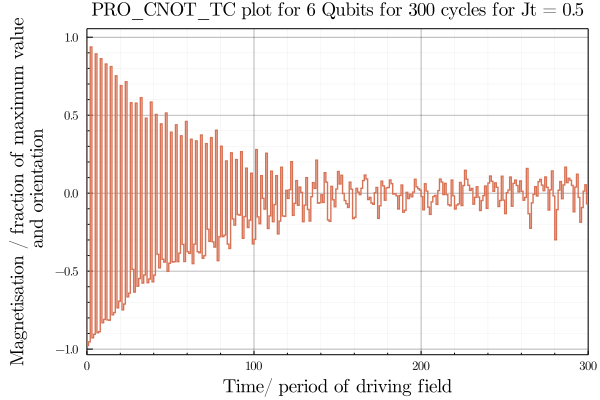 PRO_CNOT_TC plot for 6 Qubits for 300 cycles for Jt = 0.5
Magnetisation / fraction of maximum value
and orientation
1.0
0.5
0.0
−0.5
−1.0
0
100
200
300
Time/ period of driving field